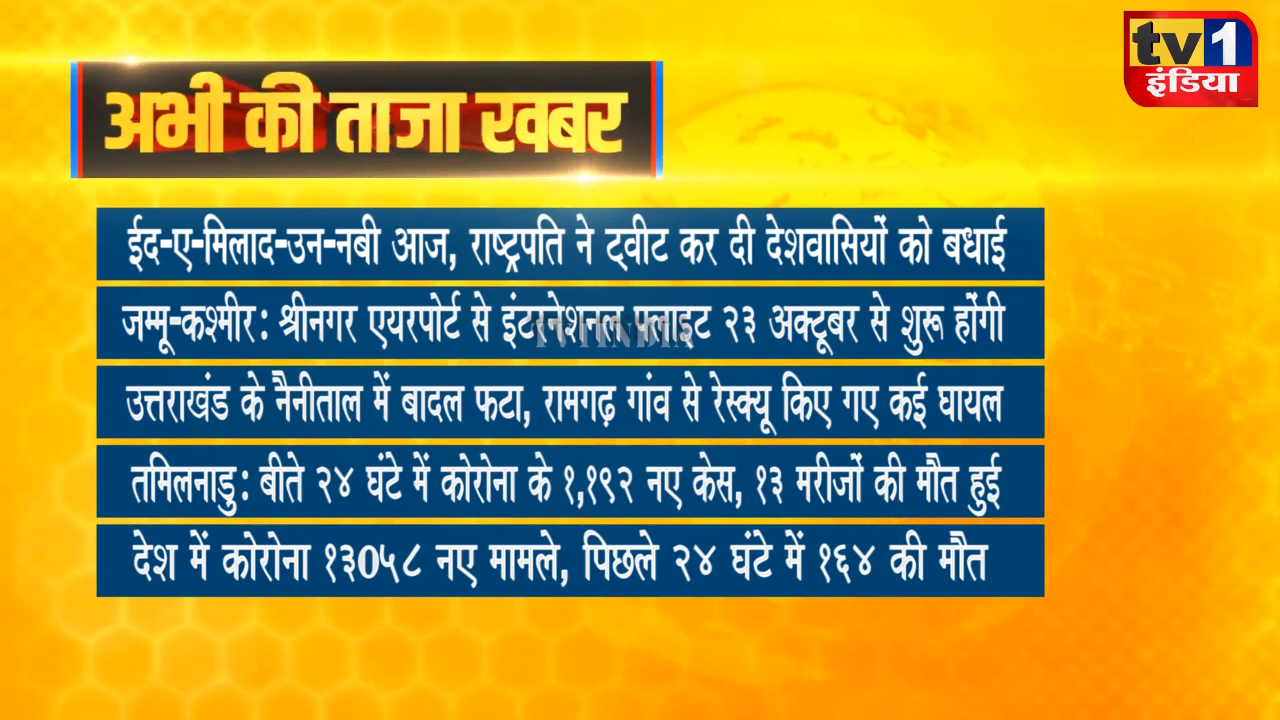 tv1
इंडिया
अभी की ताजा खबर
ईद-ए-मिलाद-उन-नबी आज, राष्ट्रपति ने ट्वीट कर दी देशवासियों को बधाई
जम्मू-कश्मीर: श्रीनगर एयरपोर्ट से इंटरनेशनल फ्लाइट २३ अक्टूबर से शुरू होंगी
TV1INDIA
उत्तराखंड के नैनीताल में बादल फटा, रामगढ़ गांव से रेस्क्यू किए गए कई घायल
तमिलनाडु: बीते २४ घंटे में कोरोना के १,१९२ नए केस, १३ मरीजों की मौत हुई
देश में कोरोना १३0५८ नए मामले, पिछले २४ घंटे में १६४ की मौत